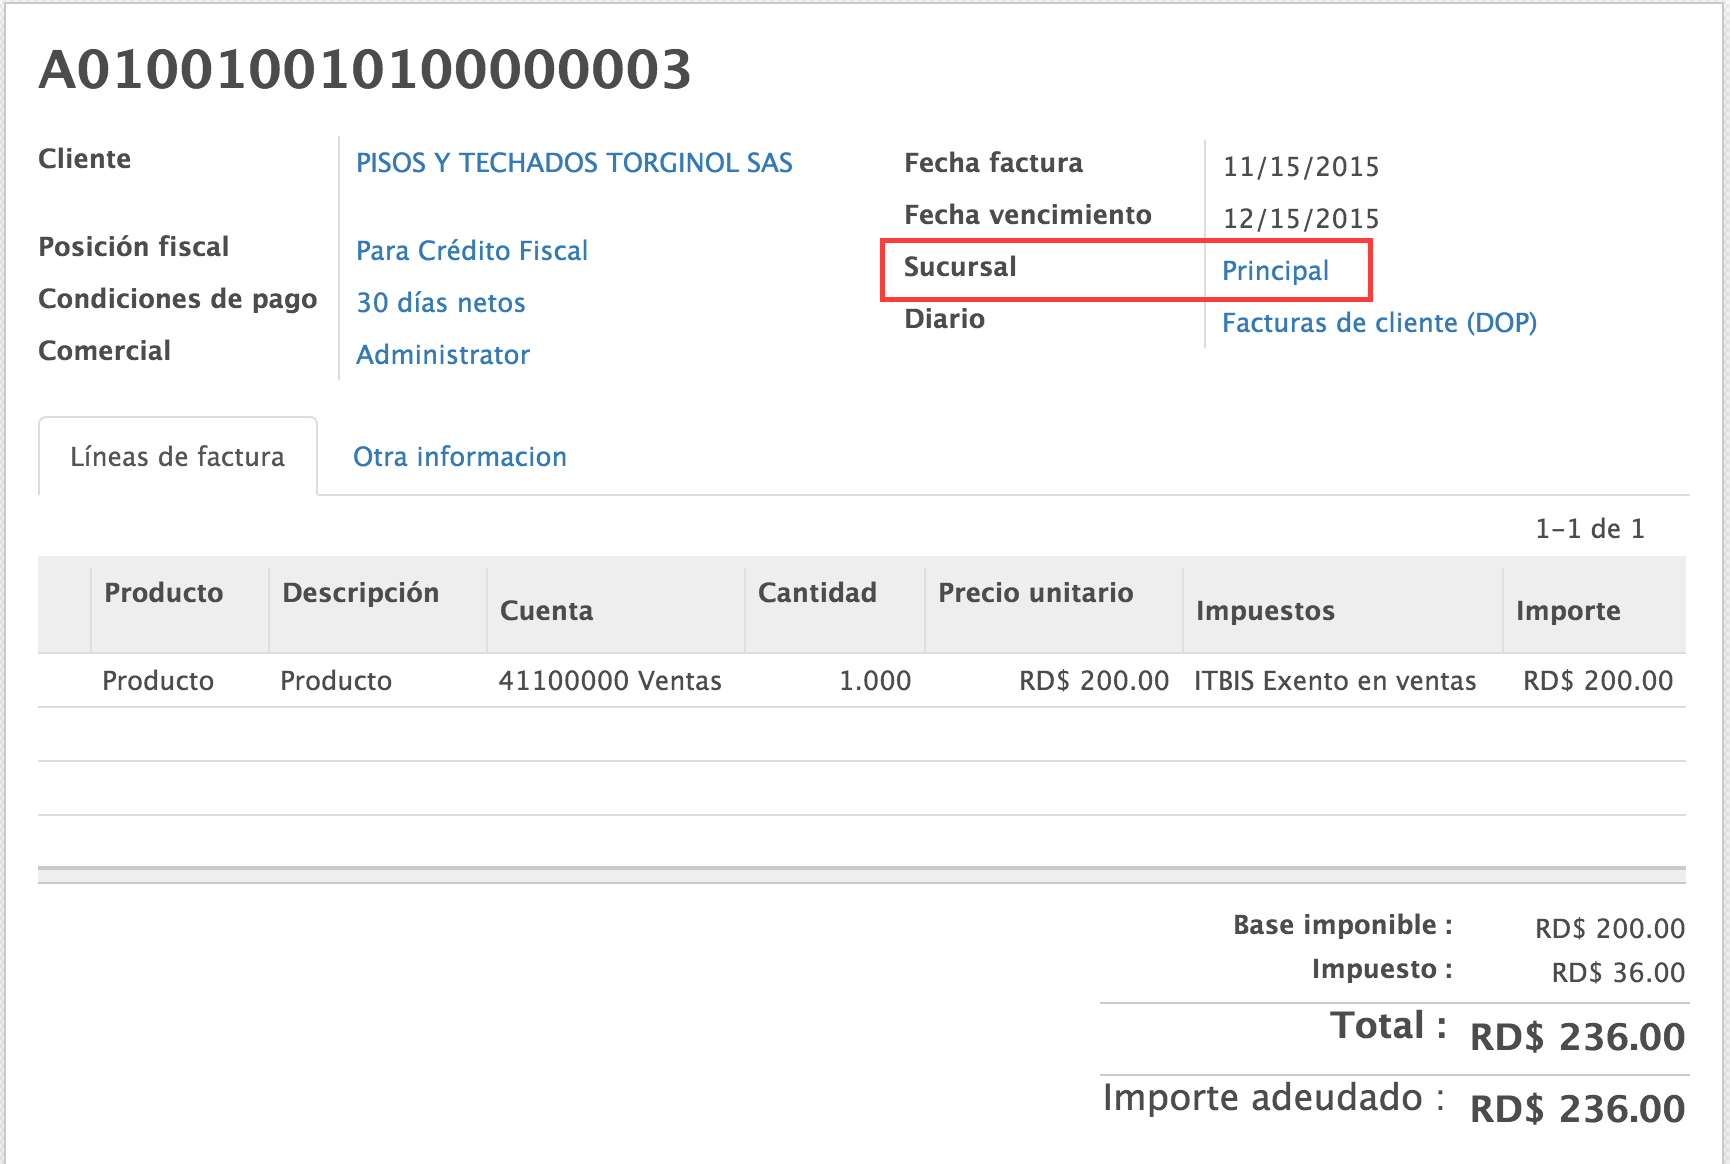 A010010010100000003
Cliente PISOS Y TECHADOS TORGINOL SAS
Posición fiscal Para Crédito Fiscal
Condiciones de pago 30 días netos
Comercial Administrator
Fecha factura 11/15/2015
Fecha vencimiento 12/15/2015
Sucursal Principal
Diario Facturas de cliente (DOP)
Líneas de factura Otra informacion
1-1 de 1
Producto Descripción Cuenta Cantidad Precio unitario Impuestos Importe
Producto Producto 41100000 Ventas 1.000 RD$ 200.00 ITBIS Exento en ventas RD$ 200.00
Base imponible : RD$ 200.00
Impuesto : RD$ 36.00
Total : RD$ 236.00
Importe adeudado : RD$ 236.00